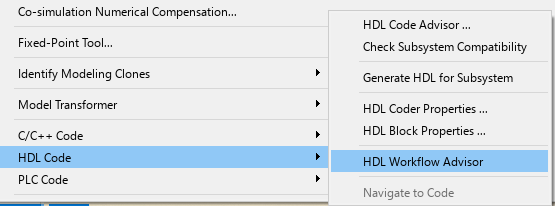 Co-simulation Numerical Compensation...
Fixed-Point Tool...
Identify Modeling Clones
Model Transformer
C/C++ Code
HDL Code
PLC Code
HDL Code Advisor ...
Check Subsystem Compatibility
Generate HDL for Subsystem
HDL Coder Properties ...
HDL Block Properties ...
HDL Workflow Advisor
Navigate to Code